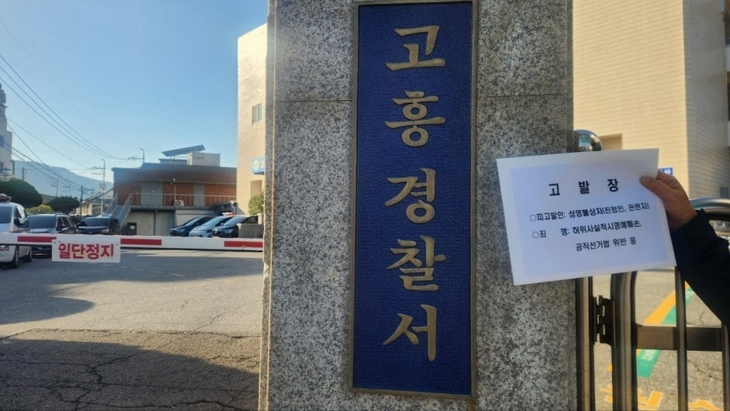 고흥경찰서
고 발 장
○피고발인: 성명불상자(진정인, 관련자)
○죄 명: 허위사실적시명예훼손,
공직선거법 위반 등
일단정지